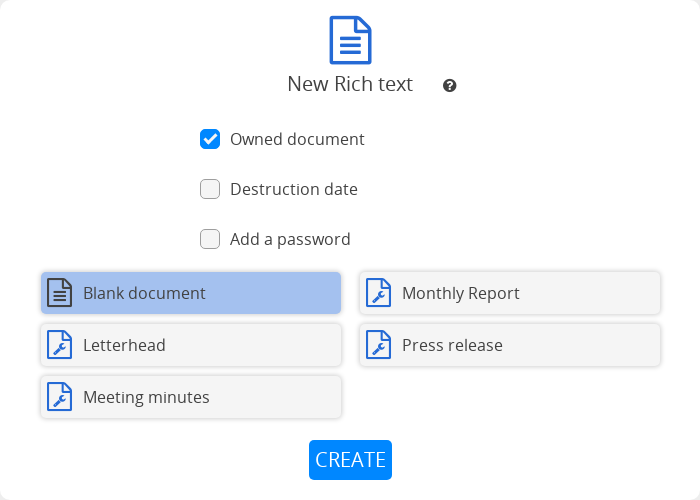 New Rich text
Owned document
Destruction date
Add a password
Blank document
Monthly Report
Letterhead
Press release
Meeting minutes
CREATE